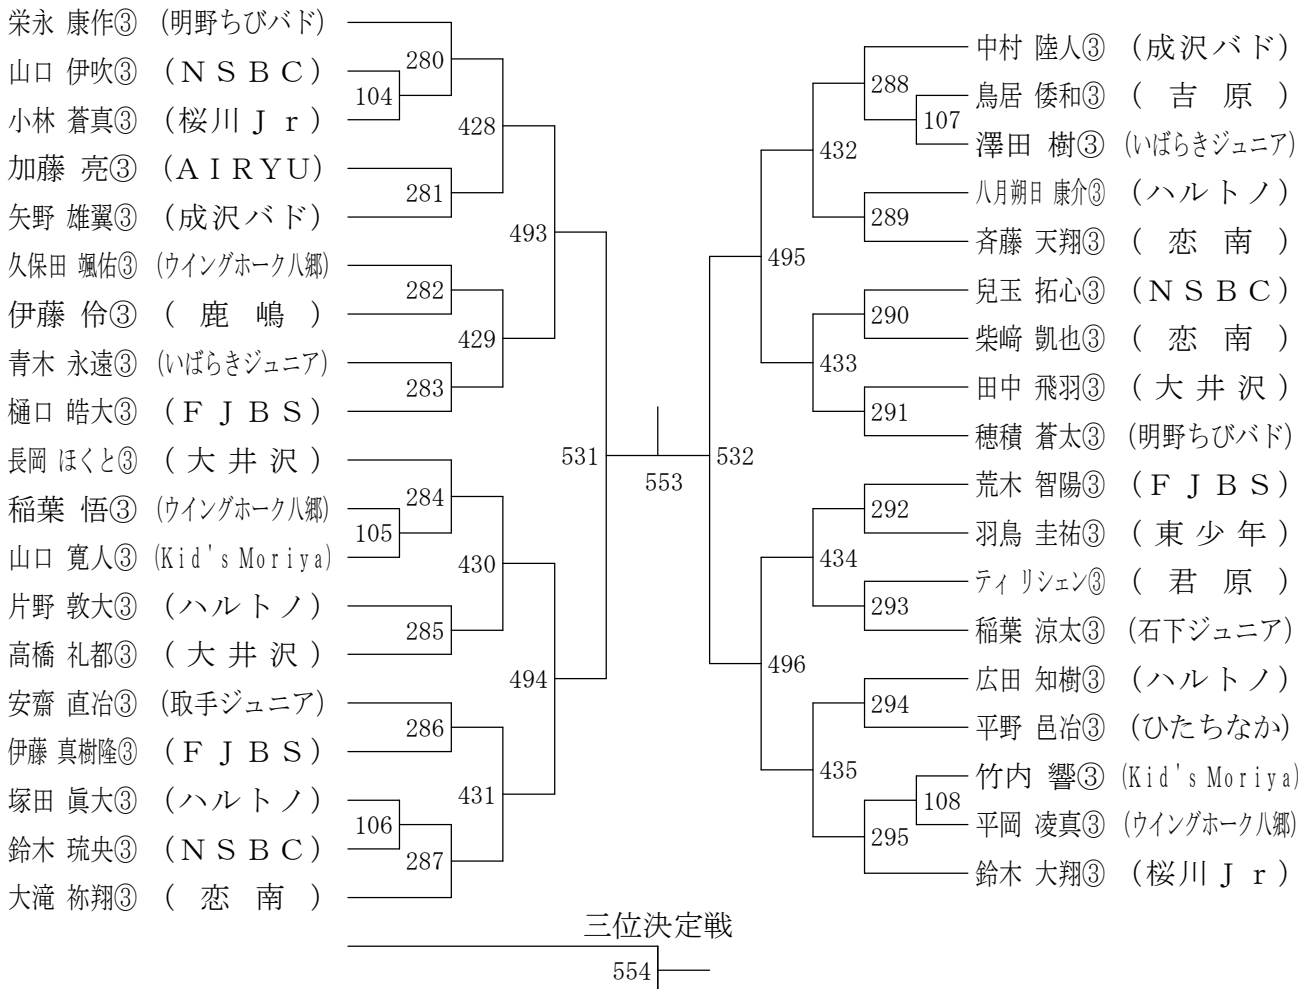 栄永 康作③ (明野ちびバド)
山口 伊吹③ (ＮＳＢＣ)
小林 蒼真③ (桜川Ｊｒ)
加藤 亮③ (ＡＩＲＹＵ)
矢野 雄翼③ (成沢バド)
久保田 颯佑③ (ウイングホーク八郷)
伊藤 伶③ (鹿嶋)
青木 永遠③ (いばらきジュニア)
樋口 皓大③ (ＦＪＢＳ)
長岡 ほくと③ (大井沢)
稲葉 悟③ (ウイングホーク八郷)
山口 寛人③ (Kid's Moriya)
片野 敦大③ (ハルトノ)
高橋 礼都③ (大井沢)
安齋 直冶③ (取手ジュニア)
伊藤 真樹隆③ (ＦＪＢＳ)
塚田 眞大③ (ハルトノ)
鈴木 琉央③ (ＮＳＢＣ)
大滝 祢翔③ (恋南)
104
105
106
280
281
282
283
284
285
286
287
428
429
430
431
493
494
531
553
532
495
496
432
433
434
435
288
289
290
291
292
293
294
295
107
108
中村 陸人③ (成沢バド)
鳥居 倭和③ (吉原)
澤田 樹③ (いばらきジュニア)
八月朔日 康介③ (ハルトノ)
斉藤 天翔③ (恋南)
兒玉 拓心③ (ＮＳＢＣ)
柴﨑 凱也③ (恋南)
田中 飛羽③ (大井沢)
穂積 蒼太③ (明野ちびバド)
荒木 智陽③ (ＦＪＢＳ)
羽鳥 圭祐③ (東少年)
ティ リシェン③ (君原)
稲葉 涼太③ (石下ジュニア)
広田 知樹③ (ハルトノ)
平野 邑冶③ (ひたちなか)
竹内 響③ (Kid's Moriya)
平岡 凌真③ (ウイングホーク八郷)
鈴木 大翔③ (桜川Ｊｒ)
三位決定戦
554